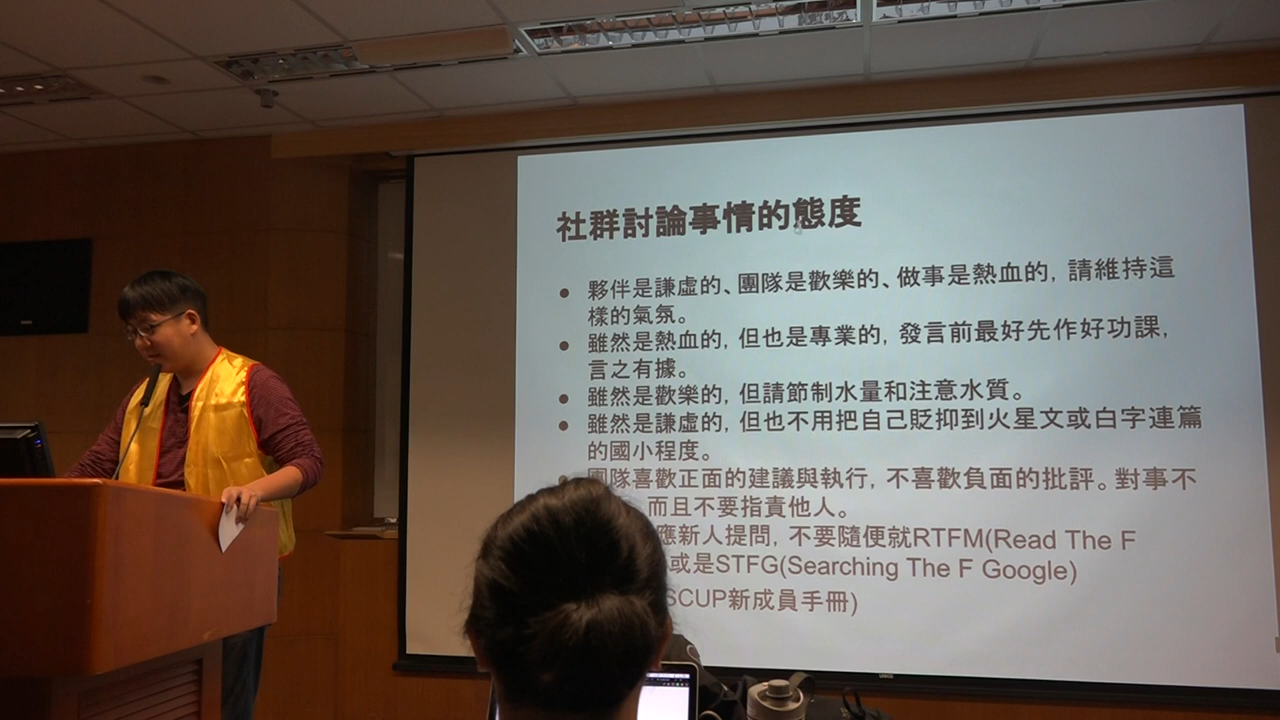 社群討論事情的態度
● 夥伴是謙虛的、團隊是歡樂的、做事是熱血的, 請維持這
樣的氣氛。
● 雖然是熱血的, 但也是專業的, 發言前最好先作好功課,
言之有據。
● 雖然是歡樂的, 但請節制水量和注意水質。
● 雖然是謙虛的, 但也不用把自己貶抑到火星文或白字連篇
的國小程度。
團隊喜歡正面的建議與執行, 不喜歡負面的批評。對事不
而且不要指責他人。
應新人提問, 不要隨便就RTFM(Read The F
或是STFG(Searching The F Google)
SCUP新成員手冊)